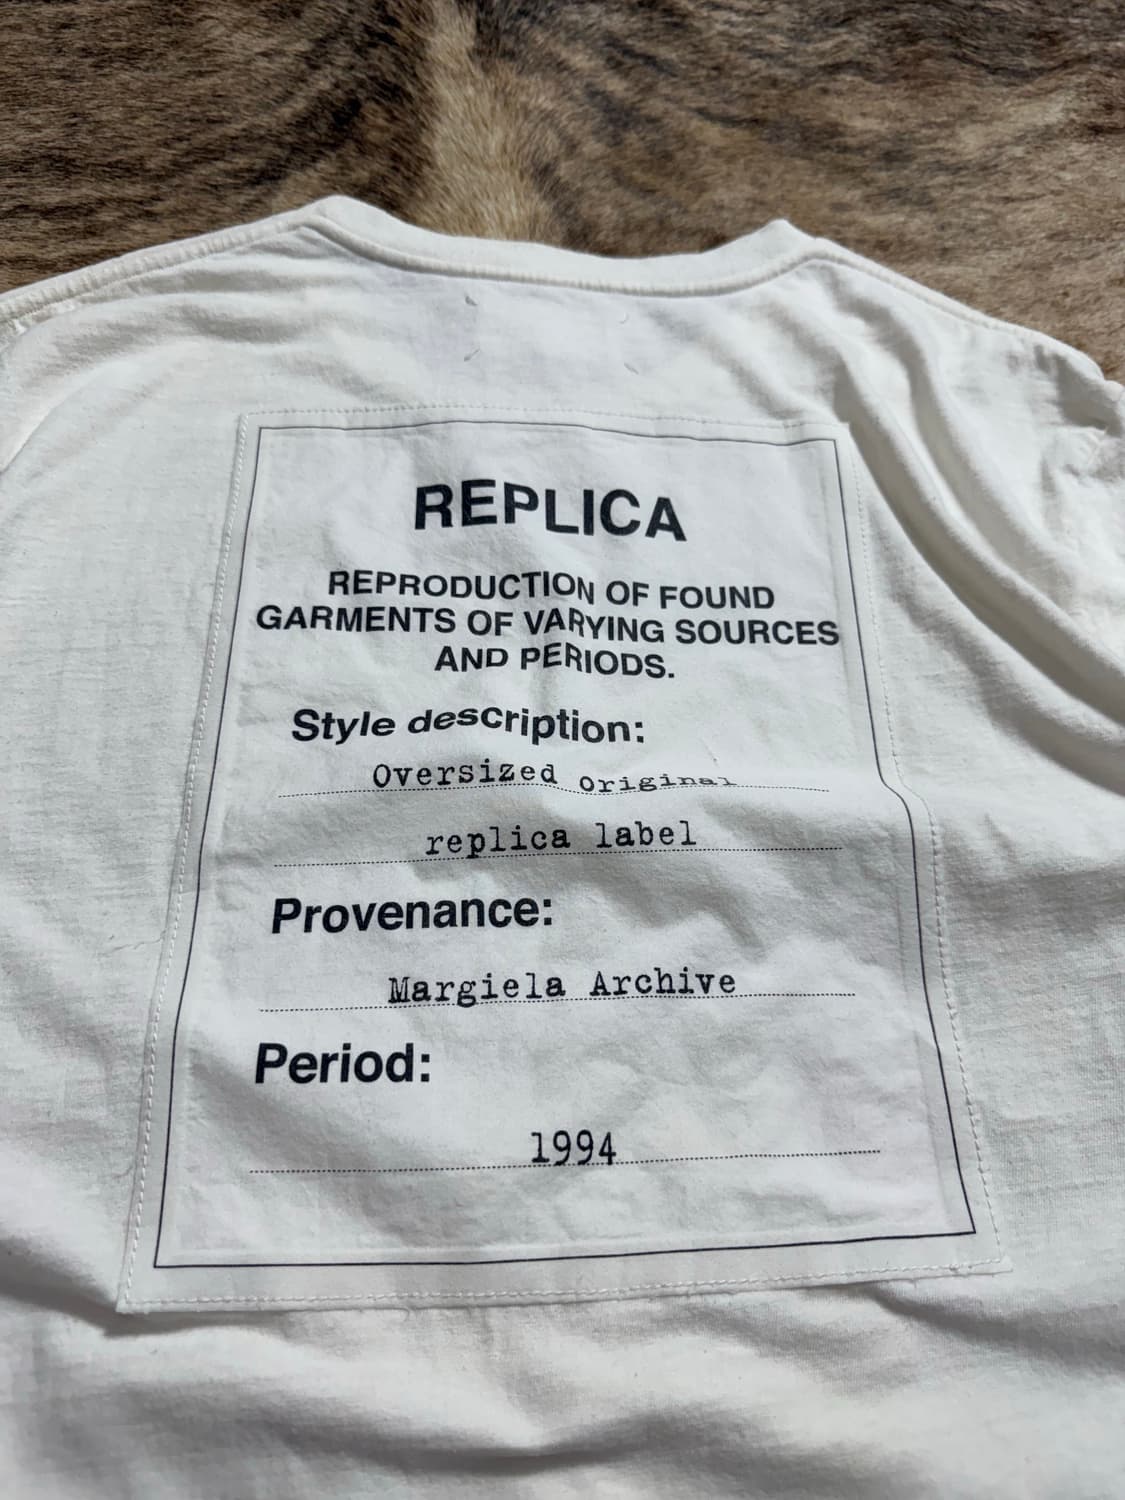 REPLICA
REPRODUCTION OF FOUND
GARMENTS OF VARYING SOURCES
AND PERIODS.
Style description:
Oversized original
replica label
Provenance:
Margiela Archive
Period:
1994